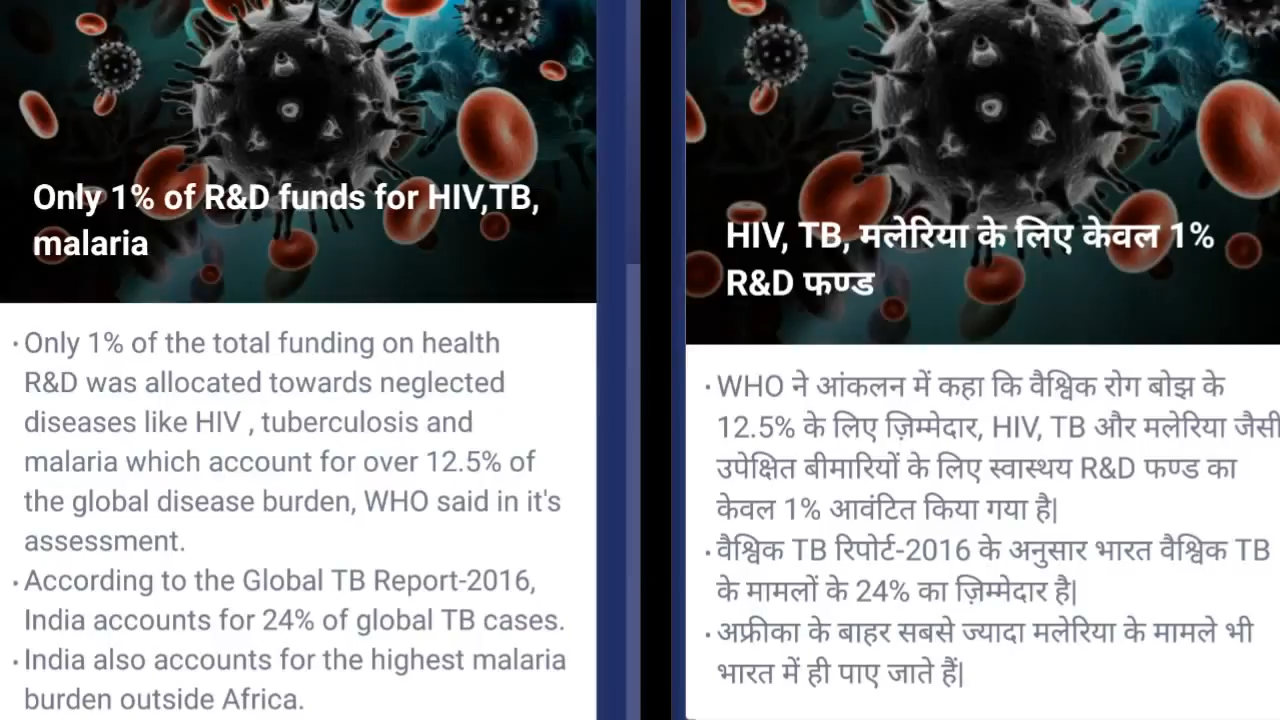 Only 1% of R&D funds for HIV,TB,
malaria
• Only 1% of the total funding on health
R&D was allocated towards neglected
diseases like HIV , tuberculosis and
malaria which account for over 12.5% of
the global disease burden, WHO said in it's
assessment.
• According to the Global TB Report-2016,
India accounts for 24% of global TB cases.
• India also accounts for the highest malaria
burden outside Africa.
HIV, TB, मलेरिया के लिए केवल 1%
R&D फण्ड
• WHO ने आंकलन में कहा कि वैश्विक रोग बोझ के
12.5% के लिए ज़िम्मेदार, HIV, TB और मलेरिया जैसी
उपेक्षित बीमारियों के लिए स्वास्थय R&D फण्ड का
केवल 1% आवंटित किया गया है|
• वैश्विक TB रिपोर्ट-2016 के अनुसार भारत वैश्विक TB
के मामलों के 24% का ज़िम्मेदार है|
• अफ्रीका के बाहर सबसे ज्यादा मलेरिया के मामले भी
भारत में ही पाए जाते हैं|